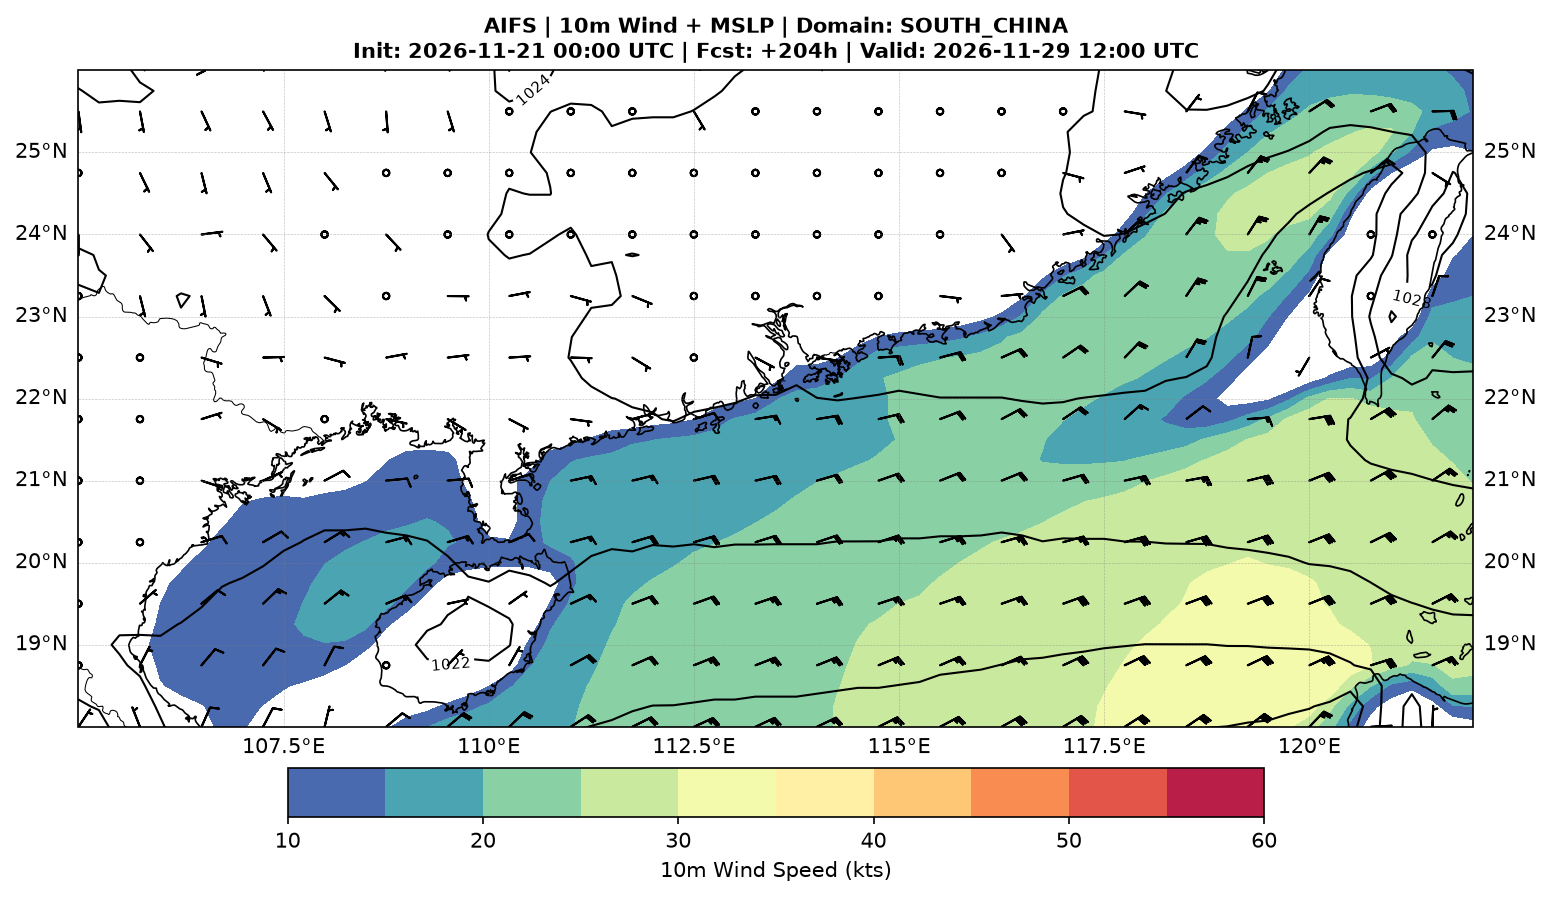 AIFS | 10m Wind + MSLP | Domain: SOUTH_CHINA
Init: 2026-11-21 00:00 UTC | Fcst: +204h | Valid: 2026-11-29 12:00 UTC
1024
25°N 25°N
24°N 24°N
1028
23°N 23°N
22°N 22°N
21°N 21°N
20°N 20°N
19°N 19°N
1022
107.5°E 110°E 112.5°E 115°E 117.5°E 120°E
10 20 30 40 50 60
10m Wind Speed (kts)